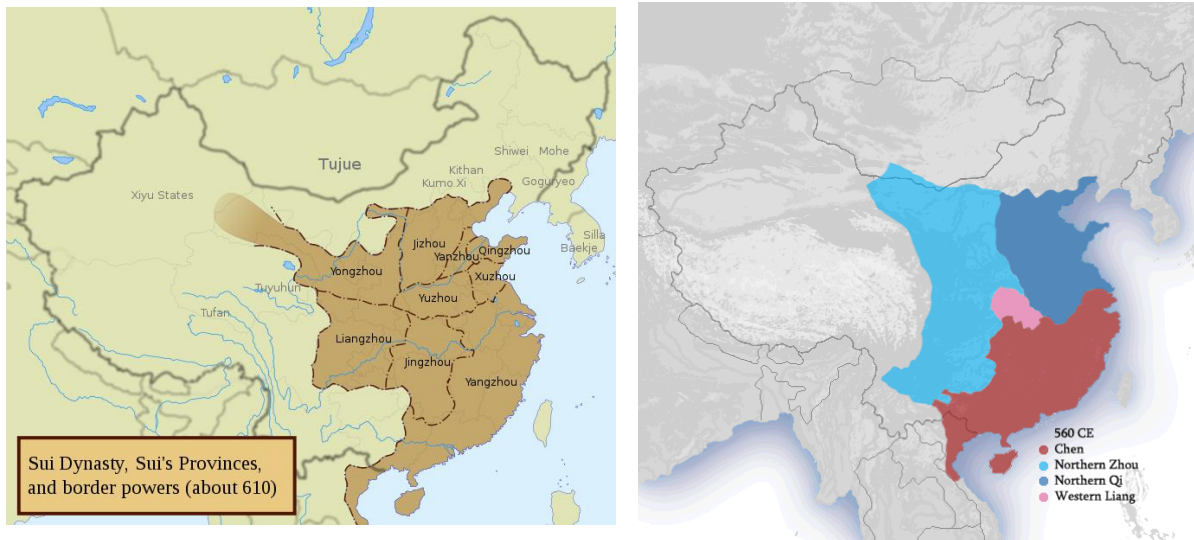 Tujue
Shiwei
Mohe
Kithan
Kumo Xi
Goguryeo
Xiyu States
Silla
Baekje
Jizhou
Qingzhou
Yanzhou
Yongzhou
Xuzhou
Tuyuhun
Yuzhou
Tufan
Liangzhou
Jingzhou
Yangzhou
Sui Dynasty, Sui's Provinces,
and border powers (about 610)
560 CE
Chen
Northern Zhou
Northern Qi
Western Liang